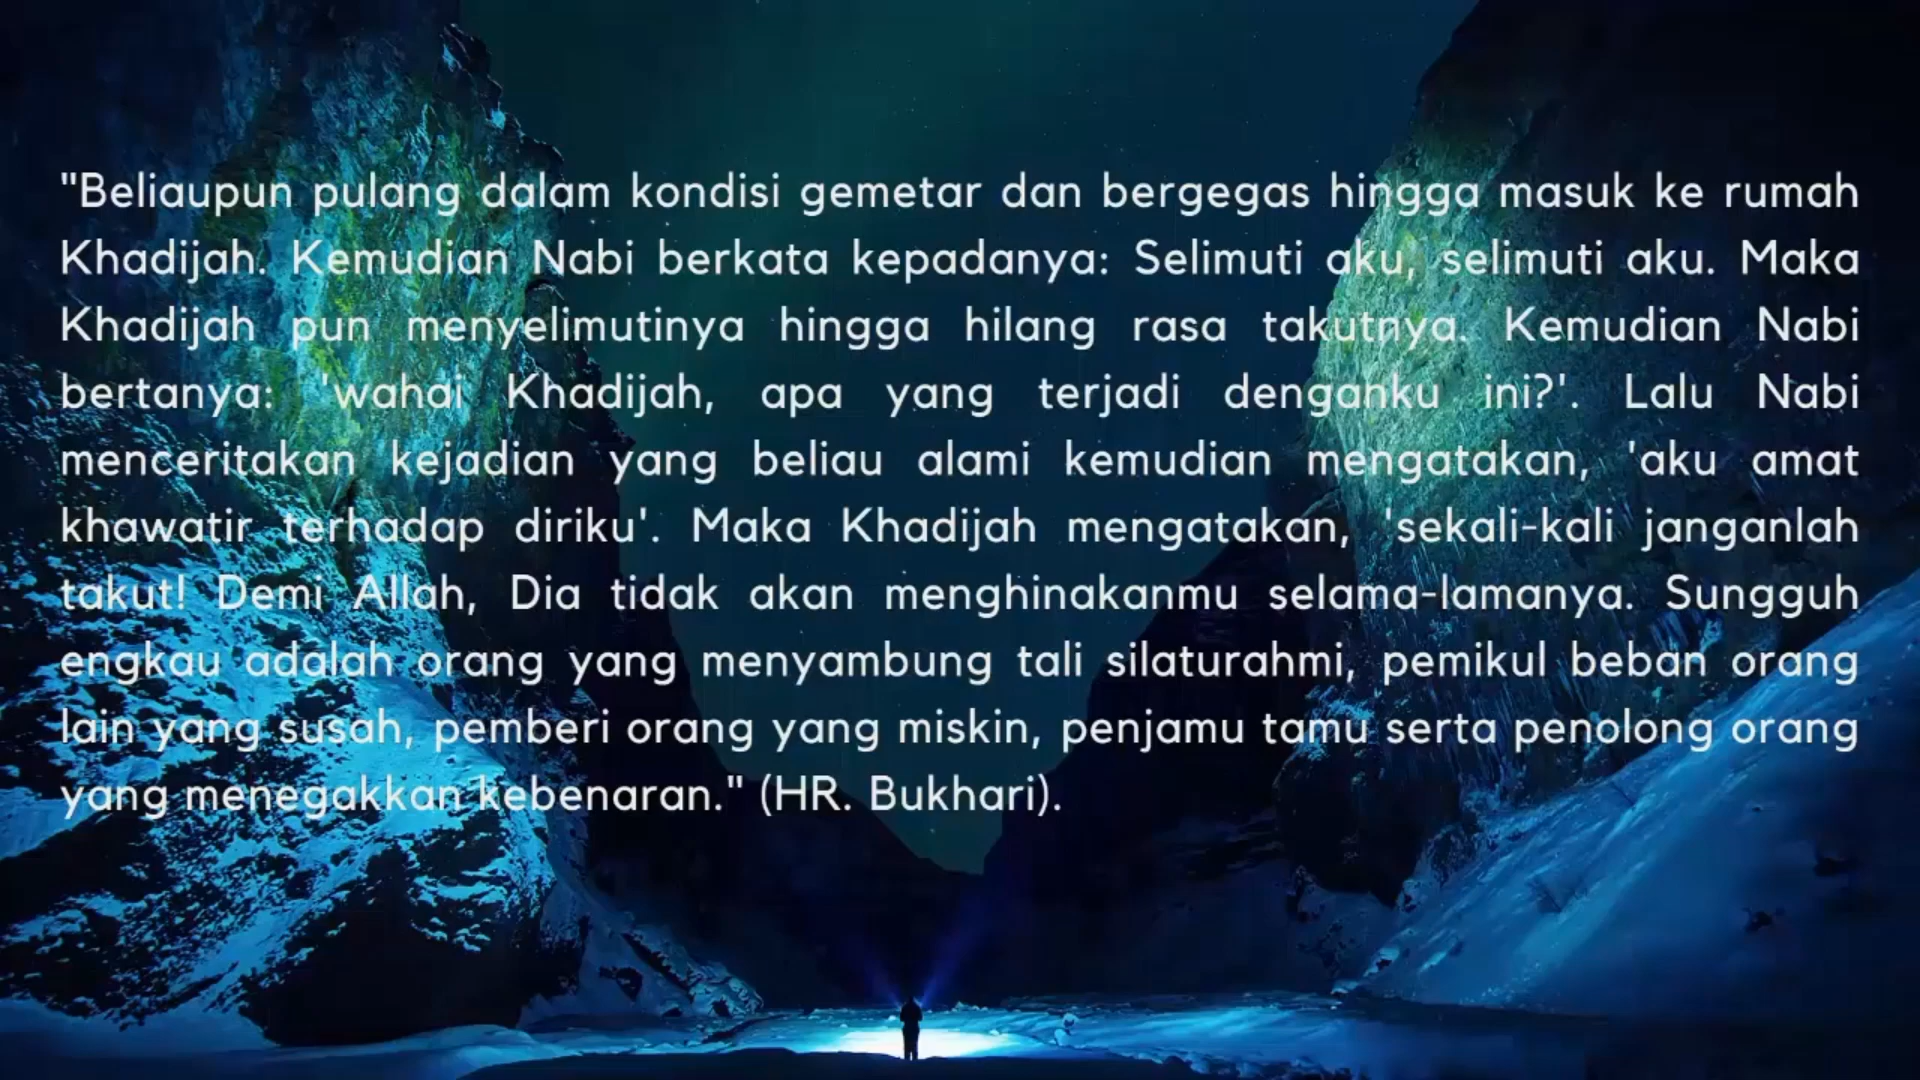 "Beliaupun pulang dalam kondisi gemetar dan bergegas hingga masuk ke rumah
Khadijah. Kemudian Nabi berkata kepadanya: Selimuti aku, selimuti aku. Maka
Khadijah pun menyelimutinya hingga hilang rasa takutnya. Kemudian Nabi
bertanya: 'wahai Khadijah, apa yang terjadi denganku ini?'. Lalu Nabi
menceritakan kejadian yang beliau alami kemudian mengatakan, 'aku amat
khawatir terhadap diriku'. Maka Khadijah mengatakan, 'sekali-kali janganlah
takut! Demi Allah, Dia tidak akan menghinakanmu selama-lamanya. Sungguh
engkau adalah orang yang menyambung tali silaturahmi, pemikul beban orang
lain yang susah, pemberi orang yang miskin, penjamu tamu serta penolong orang
yang menegakkan kebenaran." (HR. Bukhari).